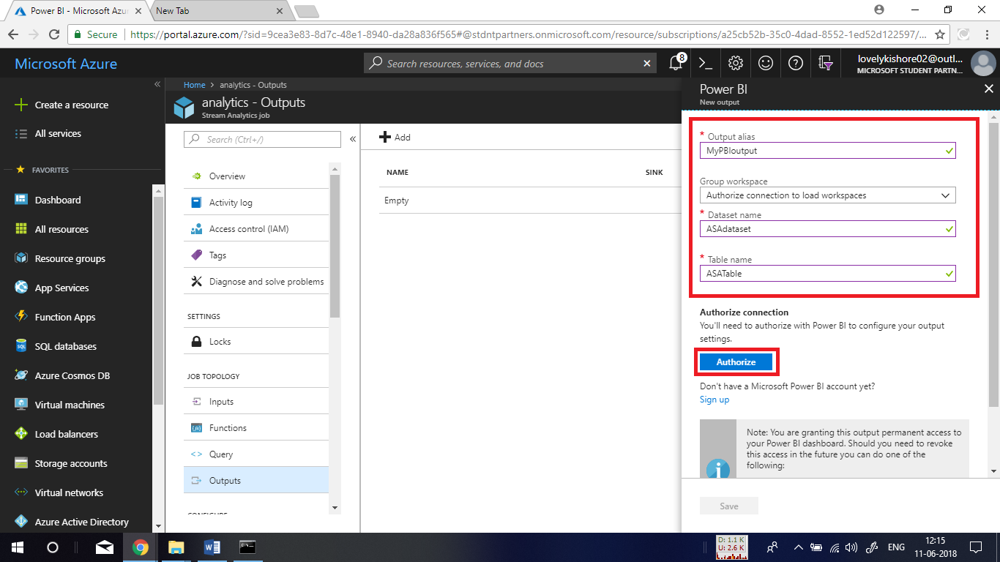 Power BI - Microsoft Azu
New Tab
Secure
https://portal.azure.com/?sid=9cea3e83-8d7c-48e1-8940-da28a836f565#@stdntpartners.onmicrosoft.com/resource/subscriptions/a25cb52b-35c0-4dad-8552-1ed52d122597/...
Microsoft Azure
Search resources, services, and docs
8
lovelykishore02@outl...
MICROSOFT STUDENT PARTN...
Create a resource
All services
FAVORITES
Dashboard
All resources
Resource groups
App Services
Function Apps
SQL databases
Azure Cosmos DB
Virtual machines
Load balancers
Storage accounts
Virtual networks
Azure Active Directory
Home > analytics - Outputs
analytics - Outputs
Stream Analytics job
Search (Ctrl+/)
Overview
Activity log
Access control (IAM)
Tags
Diagnose and solve problems
SETTINGS
Locks
JOB TOPOLOGY
Inputs
Functions
Query
Outputs
CONFIGURE
Add
NAME
SINK
Empty
Power BI
New output
* Output alias
MyPBIoutput
Group workspace
Authorize connection to load workspaces
* Dataset name
ASAdataset
* Table name
ASATable
Authorize connection
You'll need to authorize with Power BI to configure your output
settings.
Authorize
Don't have a Microsoft Power BI account yet?
Sign up
Note: You are granting this output permanent access to
your Power BI dashboard. Should you need to revoke
this access in the future you can do one of the
following:
Save
D: 1.1 K
U: 2.6 K
ENG
12:15
11-06-2018